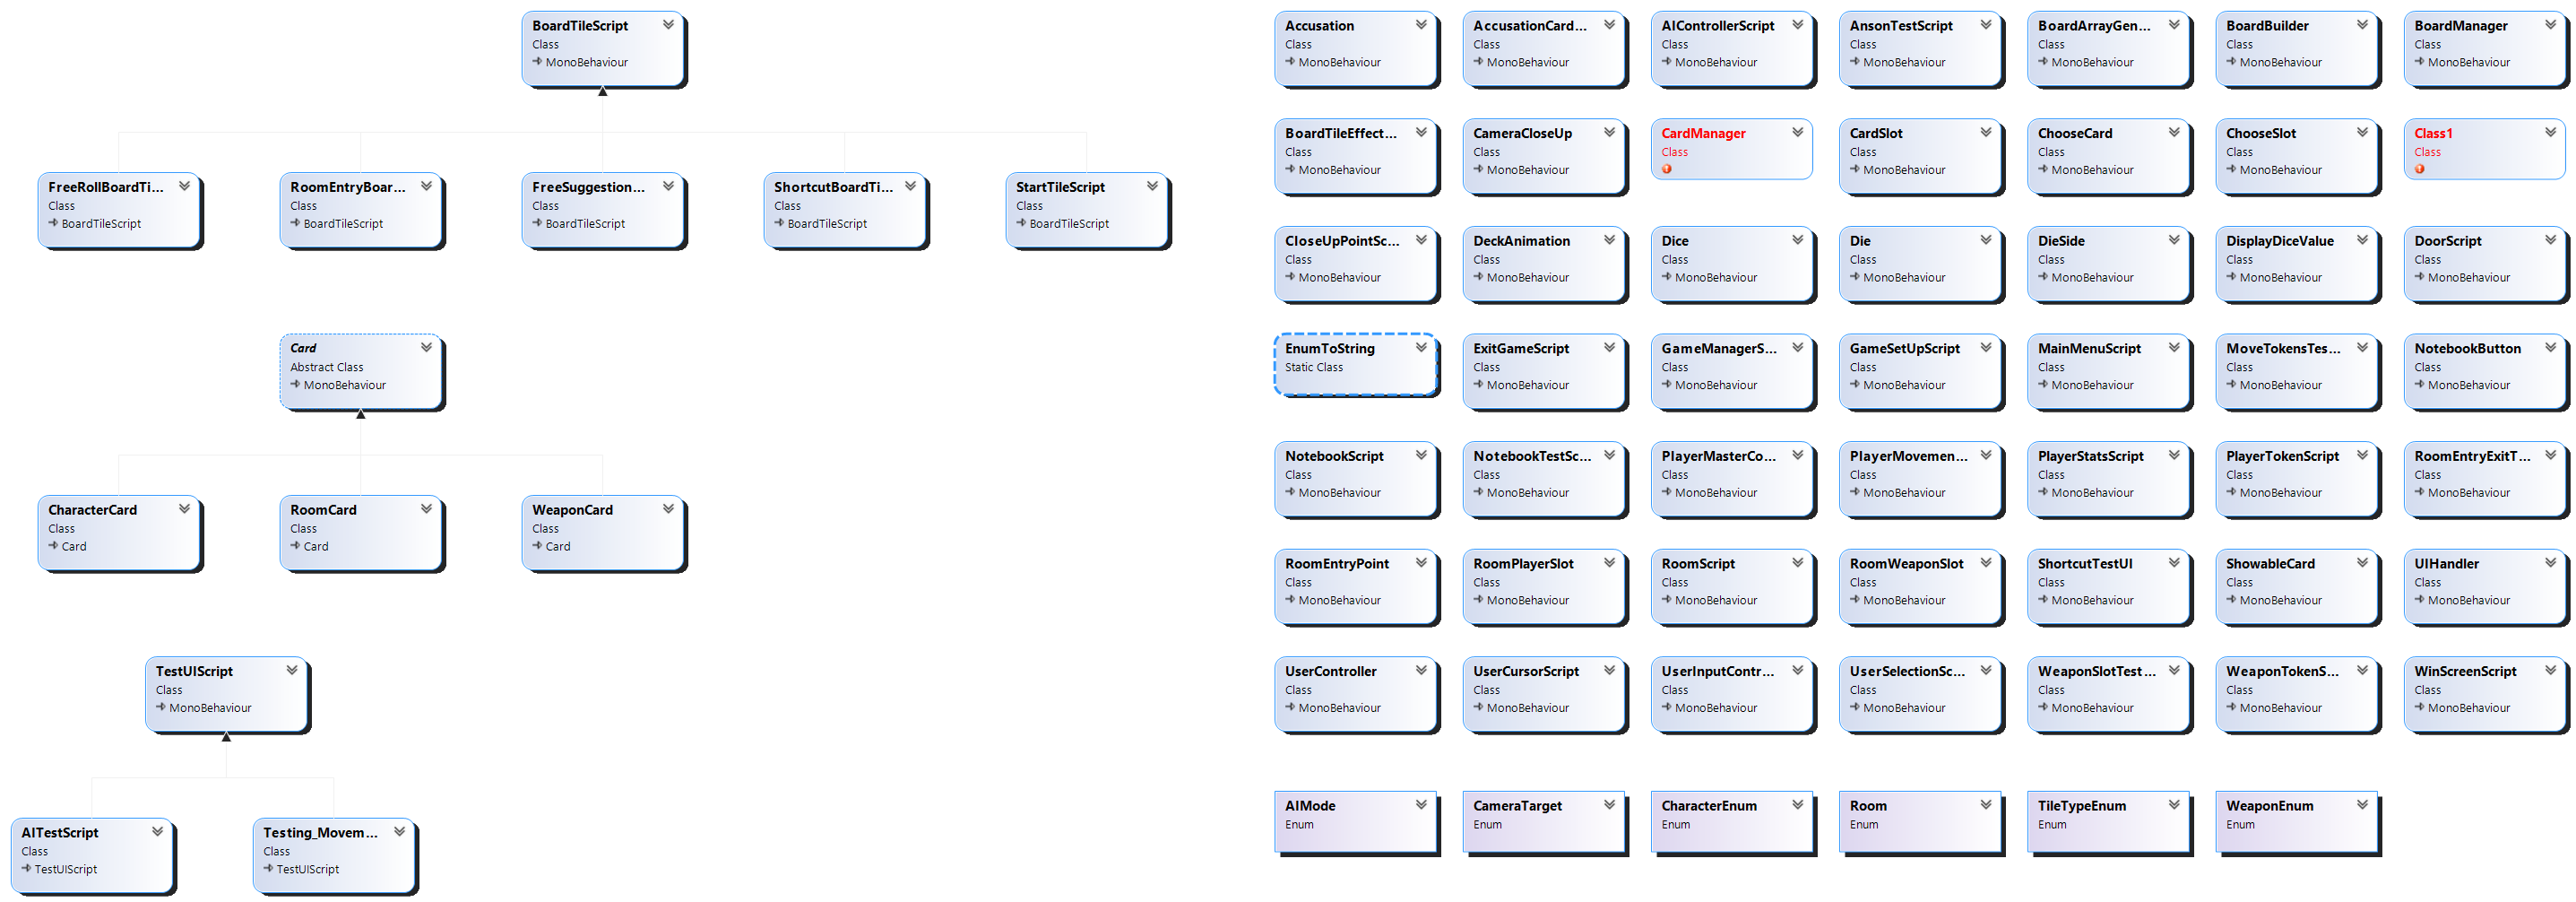 BoardTileScript
Class
MonoBehaviour
FreeRollBoardTi...
Class
BoardTileScript
RoomEntryBoar...
Class
BoardTileScript
FreeSuggestion...
Class
BoardTileScript
ShortcutBoardTi...
Class
BoardTileScript
StartTileScript
Class
BoardTileScript
Card
Abstract Class
MonoBehaviour
CharacterCard
Class
Card
RoomCard
Class
Card
WeaponCard
Class
Card
TestUIScript
Class
MonoBehaviour
AITestScript
Class
TestUIScript
Testing_Movem...
Class
TestUIScript
Accusation
Class
MonoBehaviour
AccusationCard...
Class
MonoBehaviour
AIControllerScript
Class
MonoBehaviour
AnsonTestScript
Class
MonoBehaviour
BoardArrayGen...
Class
MonoBehaviour
BoardBuilder
Class
MonoBehaviour
BoardManager
Class
MonoBehaviour
BoardTileEffect...
Class
MonoBehaviour
CameraCloseUp
Class
MonoBehaviour
CardManager
Class
CardSlot
Class
MonoBehaviour
ChooseCard
Class
MonoBehaviour
ChooseSlot
Class
MonoBehaviour
Class1
Class
CloseUpPointSc...
Class
MonoBehaviour
DeckAnimation
Class
MonoBehaviour
Dice
Class
MonoBehaviour
Die
Class
MonoBehaviour
DieSide
Class
MonoBehaviour
DisplayDiceValue
Class
MonoBehaviour
DoorScript
Class
MonoBehaviour
EnumToString
Static Class
ExitGameScript
Class
MonoBehaviour
GameManagerS...
Class
MonoBehaviour
GameSetUpScript
Class
MonoBehaviour
MainMenuScript
Class
MonoBehaviour
MoveTokensTes...
Class
MonoBehaviour
NotebookButton
Class
MonoBehaviour
NotebookScript
Class
MonoBehaviour
NotebookTestSc...
Class
MonoBehaviour
PlayerMasterCo...
Class
MonoBehaviour
PlayerMovemen...
Class
MonoBehaviour
PlayerStatsScript
Class
MonoBehaviour
PlayerTokenScript
Class
MonoBehaviour
RoomEntryExitT...
Class
MonoBehaviour
RoomEntryPoint
Class
MonoBehaviour
RoomPlayerSlot
Class
MonoBehaviour
RoomScript
Class
MonoBehaviour
RoomWeaponSlot
Class
MonoBehaviour
ShortcutTestUI
Class
MonoBehaviour
ShowableCard
Class
MonoBehaviour
UIHandler
Class
MonoBehaviour
UserController
Class
MonoBehaviour
UserCursorScript
Class
MonoBehaviour
UserInputContr...
Class
MonoBehaviour
UserSelectionSc...
Class
MonoBehaviour
WeaponSlotTest...
Class
MonoBehaviour
WeaponTokenS...
Class
MonoBehaviour
WinScreenScript
Class
MonoBehaviour
AIMode
Enum
CameraTarget
Enum
CharacterEnum
Enum
Room
Enum
TileTypeEnum
Enum
WeaponEnum
Enum